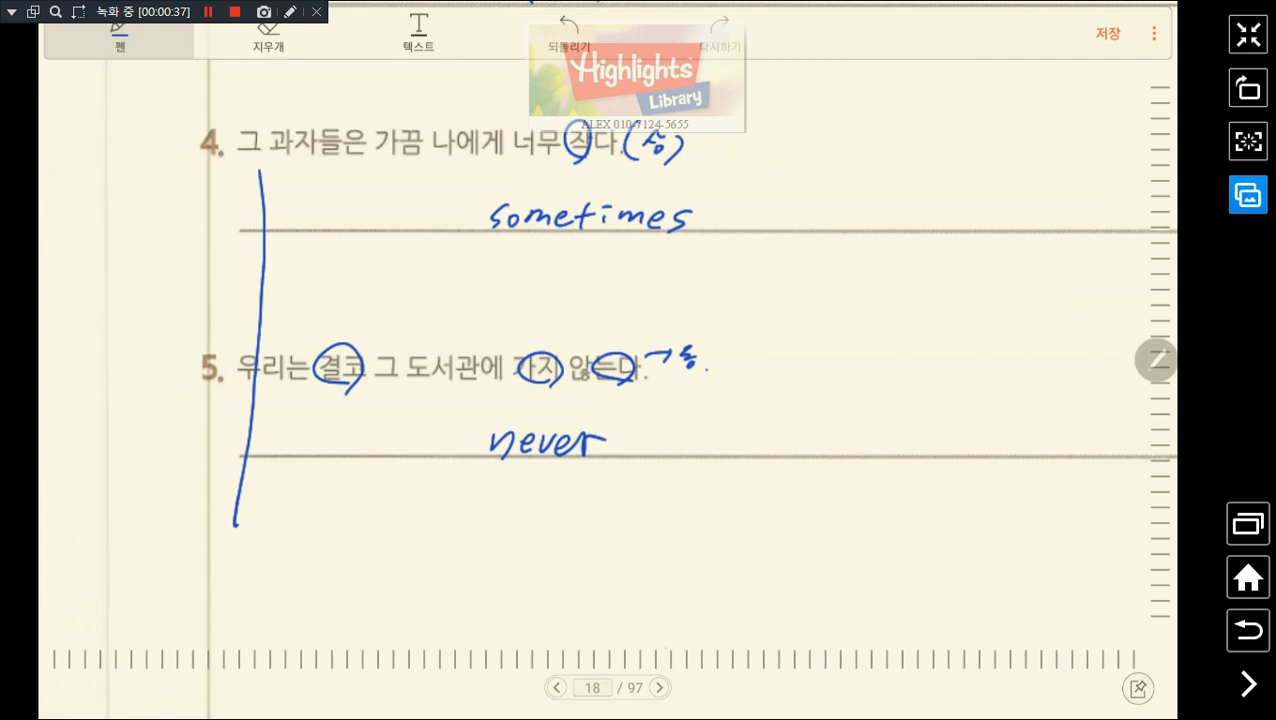 녹화 중 [00:00:37]
펜
지우개
텍스트
되돌리기
다시하기
저장
Highlights
Library
ALEX 010-7124-5655
4. 그 과자들은 가끔 나에게 너무 작다. (상)
sometimes
5. 우리는 결코 그 도서관에 가지 않는다. → 동.
never
18 / 97